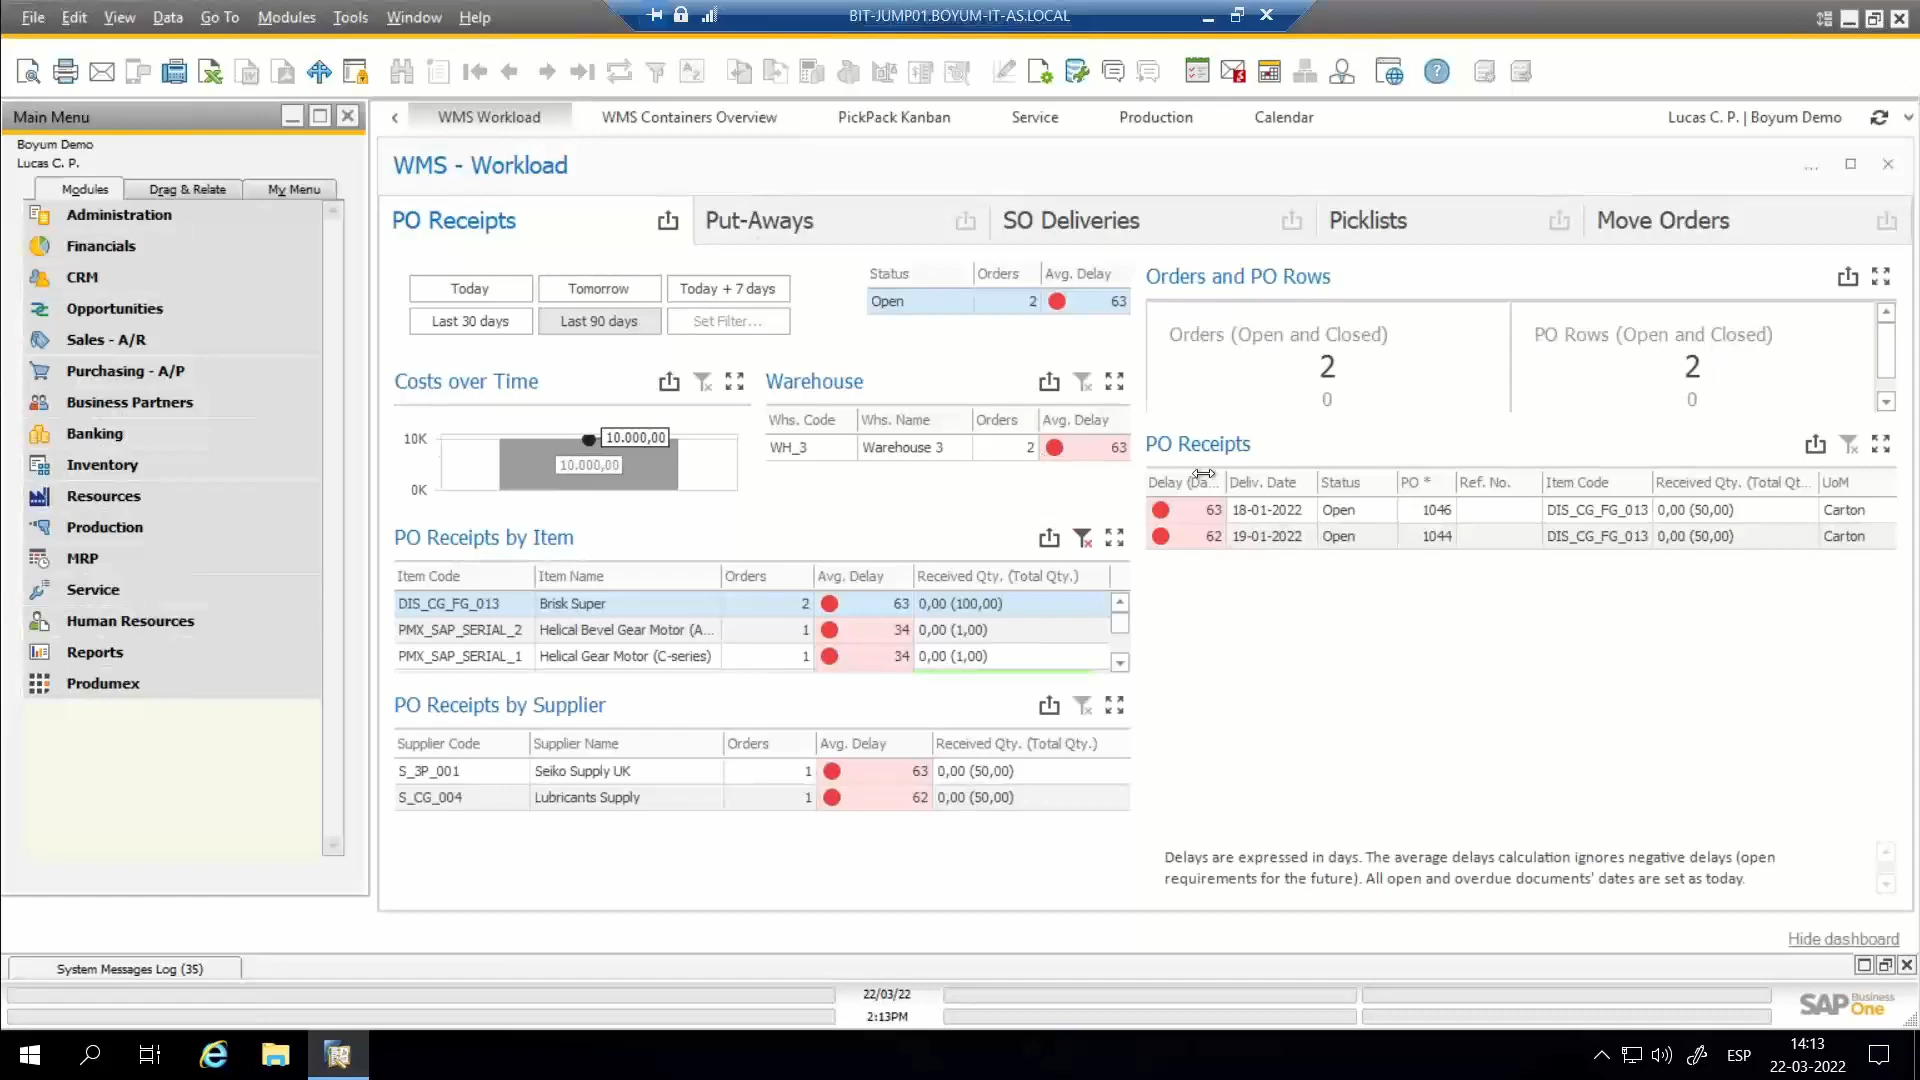 File Edit View Data Go To Modules Tools Window Help
BIT-JUMP01.BOYUM-IT-AS.LOCAL
Main Menu
Boyum Demo
Lucas C. P.
Modules Drag & Relate My Menu
Administration
Financials
CRM
Opportunities
Sales - A/R
Purchasing - A/P
Business Partners
Banking
Inventory
Resources
Production
MRP
Service
Human Resources
Reports
Produmex
WMS Workload WMS Containers Overview PickPack Kanban Service Production Calendar
Lucas C. P. | Boyum Demo
WMS - Workload
PO Receipts Put-Aways SO Deliveries Picklists Move Orders
Today Tomorrow Today + 7 days
Last 30 days Last 90 days Set Filter...
Status Orders Avg. Delay
Open 2 63
Costs over Time
10K
0K
10.000,00
10.000,00
Warehouse
Whs. Code Whs. Name Orders Avg. Delay
WH_3 Warehouse 3 2 63
PO Receipts by Item
Item Code Item Name Orders Avg. Delay Received Qty. (Total Qty.)
DIS_CG_FG_013 Brisk Super 2 63 0,00 (100,00)
PMX_SAP_SERIAL_2 Helical Bevel Gear Motor (A... 1 34 0,00 (1,00)
PMX_SAP_SERIAL_1 Helical Gear Motor (C-series) 1 34 0,00 (1,00)
PO Receipts by Supplier
Supplier Code Supplier Name Orders Avg. Delay Received Qty. (Total Qty.)
S_3P_001 Seiko Supply UK 1 63 0,00 (50,00)
S_CG_004 Lubricants Supply 1 62 0,00 (50,00)
Orders and PO Rows
Orders (Open and Closed) PO Rows (Open and Closed)
2 2
0 0
PO Receipts
Delay (Da... Deliv. Date Status PO * Ref. No. Item Code Received Qty. (Total Qt... UoM
63 18-01-2022 Open 1046 DIS_CG_FG_013 0,00 (50,00) Carton
62 19-01-2022 Open 1044 DIS_CG_FG_013 0,00 (50,00) Carton
Delays are expressed in days. The average delays calculation ignores negative delays (open
requirements for the future). All open and overdue documents' dates are set as today.
Hide dashboard
System Messages Log (35)
22/03/22
2:13PM
SAP Business One
ESP
14:13
22-03-2022